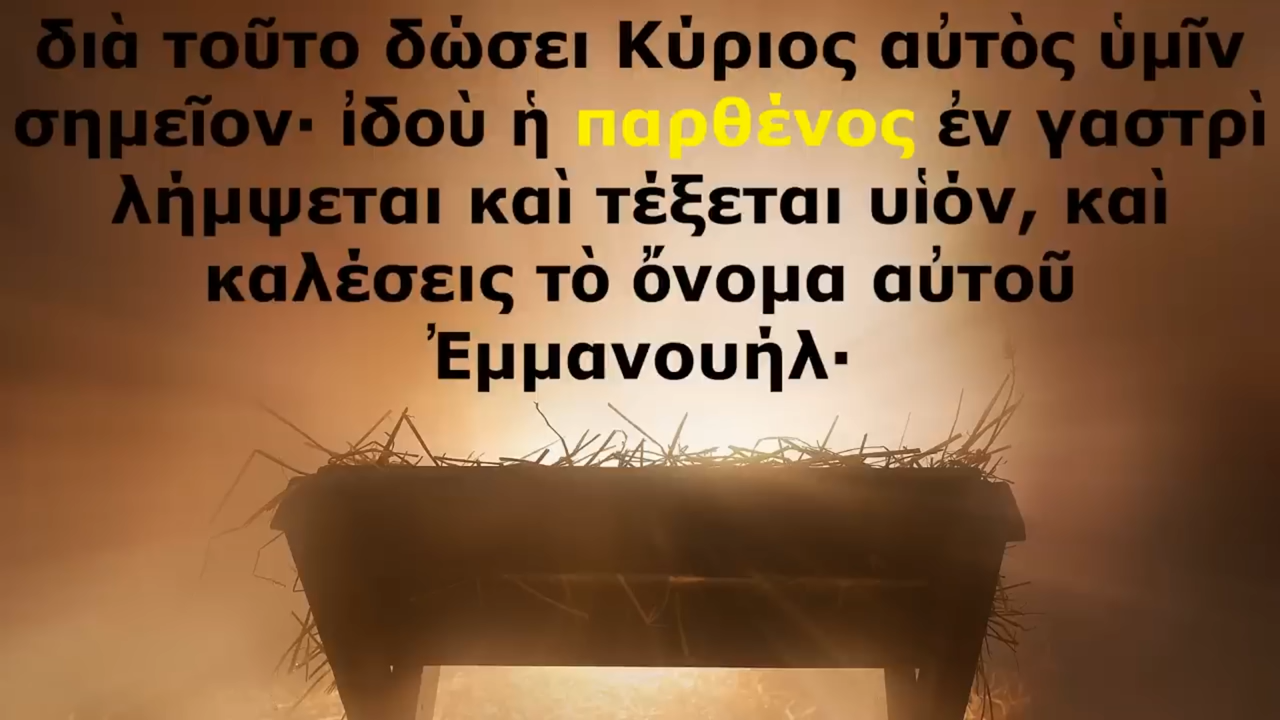 διὰ τοῦτο δώσει Κύριος αὐτὸς ὑμῖν
σημεῖον· ἰδοὺ ἡ παρθένος ἐν γαστρὶ
λήμψεται καὶ τέξεται υἱόν, καὶ
καλέσεις τὸ ὄνομα αὐτοῦ
Ἐμμανουήλ·